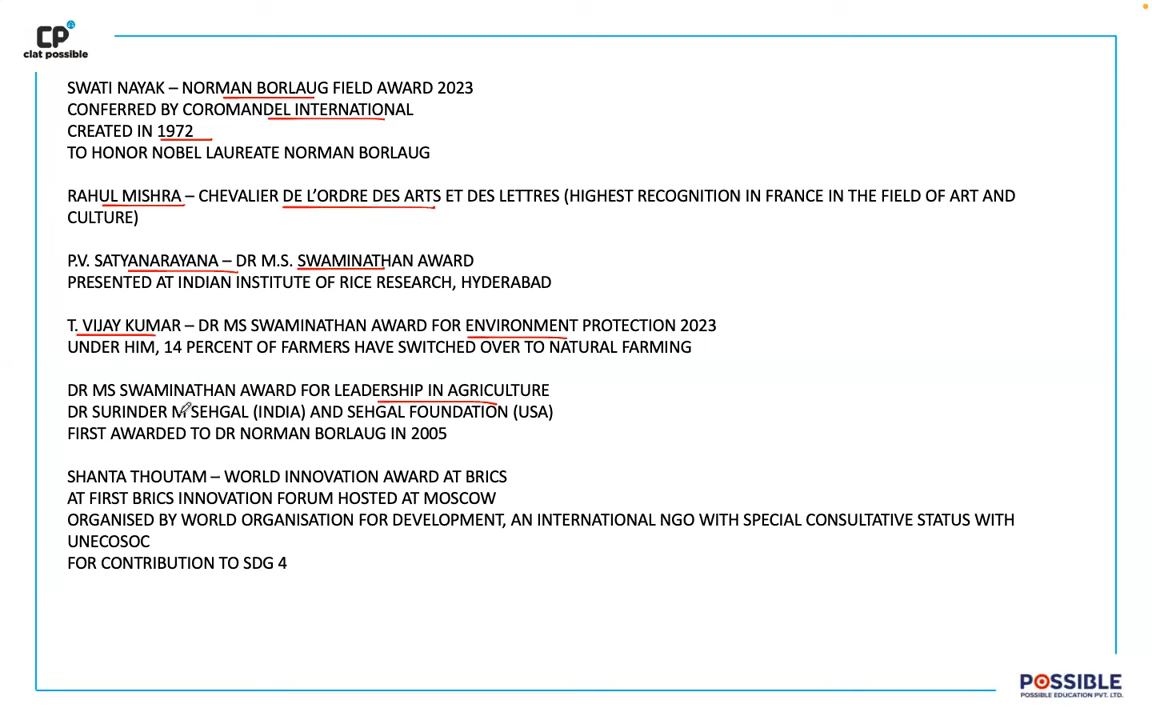 CP
clat possible
SWATI NAYAK – NORMAN BORLAUG FIELD AWARD 2023
CONFERRED BY COROMANDEL INTERNATIONAL
CREATED IN 1972
TO HONOR NOBEL LAUREATE NORMAN BORLAUG
RAHUL MISHRA – CHEVALIER DE L'ORDRE DES ARTS ET DES LETTRES (HIGHEST RECOGNITION IN FRANCE IN THE FIELD OF ART AND
CULTURE)
P.V. SATYANARAYANA – DR M.S. SWAMINATHAN AWARD
PRESENTED AT INDIAN INSTITUTE OF RICE RESEARCH, HYDERABAD
T. VIJAY KUMAR – DR MS SWAMINATHAN AWARD FOR ENVIRONMENT PROTECTION 2023
UNDER HIM, 14 PERCENT OF FARMERS HAVE SWITCHED OVER TO NATURAL FARMING
DR MS SWAMINATHAN AWARD FOR LEADERSHIP IN AGRICULTURE
DR SURINDER M SEHGAL (INDIA) AND SEHGAL FOUNDATION (USA)
FIRST AWARDED TO DR NORMAN BORLAUG IN 2005
SHANTA THOUTAM – WORLD INNOVATION AWARD AT BRICS
AT FIRST BRICS INNOVATION FORUM HOSTED AT MOSCOW
ORGANISED BY WORLD ORGANISATION FOR DEVELOPMENT, AN INTERNATIONAL NGO WITH SPECIAL CONSULTATIVE STATUS WITH
UNECOSOC
FOR CONTRIBUTION TO SDG 4
POSSIBLE
POSSIBLE EDUCATION PVT. LTD.